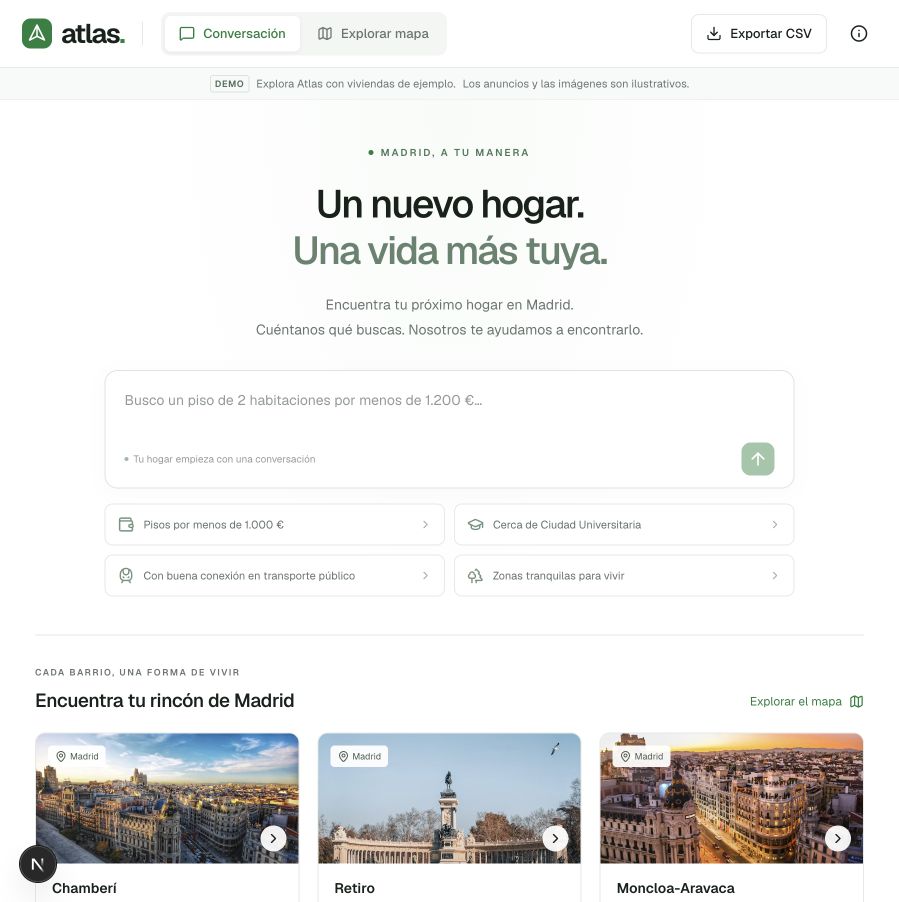 atlas.
Conversación
Explorar mapa
Exportar CSV
DEMO Explora Atlas con viviendas de ejemplo. Los anuncios y las imágenes son ilustrativos.
MADRID, A TU MANERA
Un nuevo hogar.
Una vida más tuya.
Encuentra tu próximo hogar en Madrid.
Cuéntanos qué buscas. Nosotros te ayudamos a encontrarlo.
Busco un piso de 2 habitaciones por menos de 1.200 €...
Tu hogar empieza con una conversación
Pisos por menos de 1.000 €
Cerca de Ciudad Universitaria
Con buena conexión en transporte público
Zonas tranquilas para vivir
CADA BARRIO, UNA FORMA DE VIVIR
Encuentra tu rincón de Madrid
Explorar el mapa
Madrid
Madrid
Madrid
N
Chamberí
Retiro
Moncloa-Aravaca